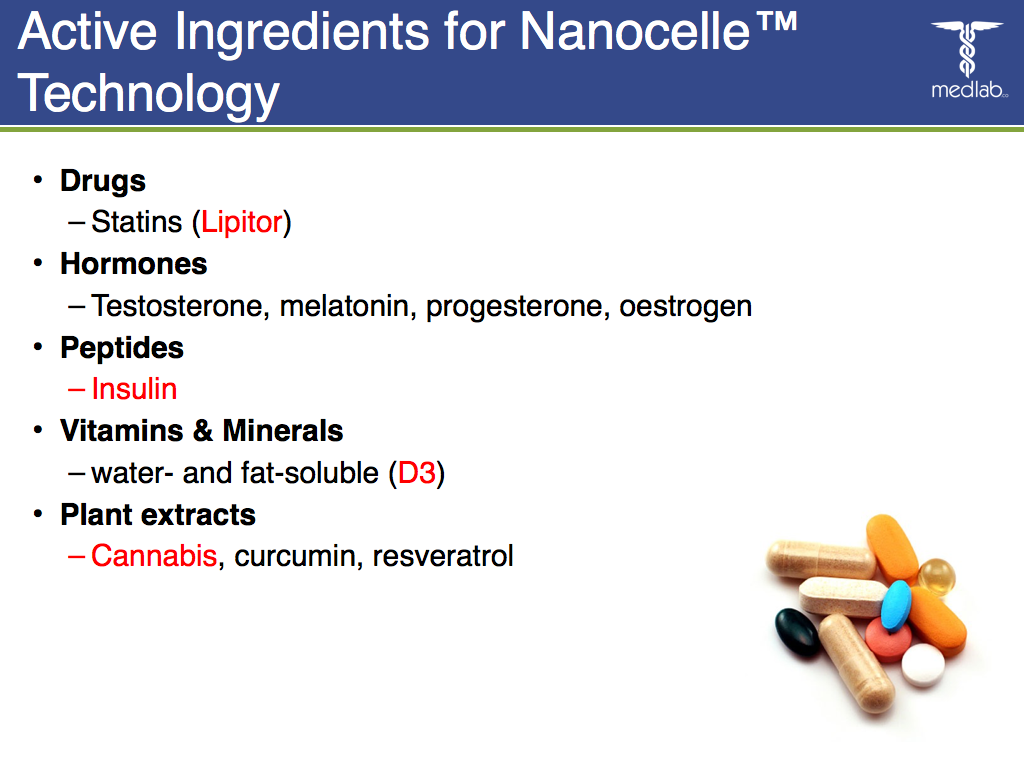 Active Ingredients for Nanocelle™
Technology
medlab
• Drugs
– Statins (Lipitor)
• Hormones
– Testosterone, melatonin, progesterone, oestrogen
• Peptides
– Insulin
• Vitamins & Minerals
– water- and fat-soluble (D3)
• Plant extracts
– Cannabis, curcumin, resveratrol